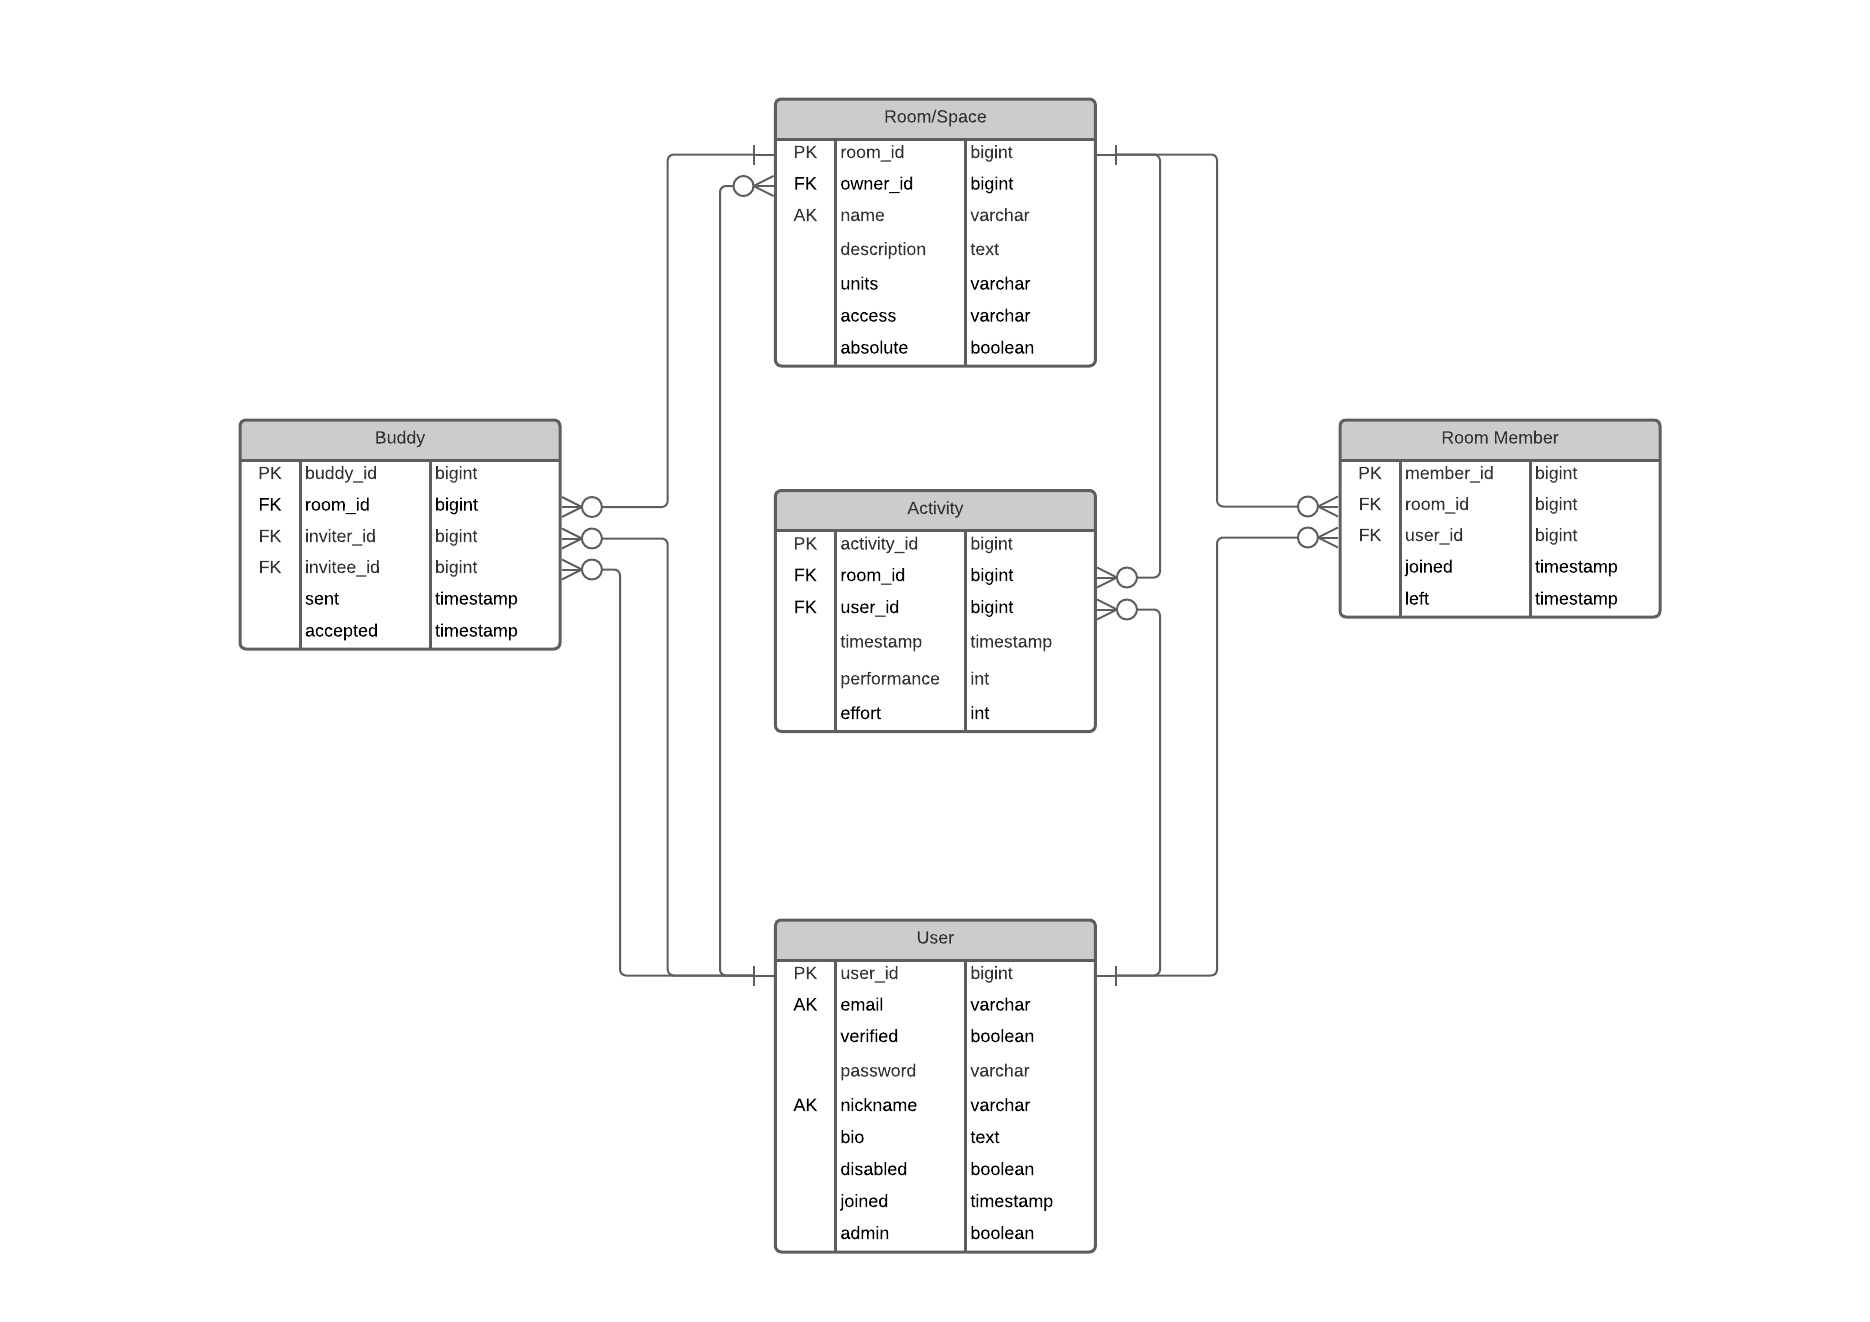 Room/Space
PK room_id bigint
FK owner_id bigint
AK name varchar
description text
units varchar
access varchar
absolute boolean
Buddy
PK buddy_id bigint
FK room_id bigint
FK inviter_id bigint
FK invitee_id bigint
sent timestamp
accepted timestamp
Activity
PK activity_id bigint
FK room_id bigint
FK user_id bigint
timestamp timestamp
performance int
effort int
Room Member
PK member_id bigint
FK room_id bigint
FK user_id bigint
joined timestamp
left timestamp
User
PK user_id bigint
AK email varchar
verified boolean
password varchar
AK nickname varchar
bio text
disabled boolean
joined timestamp
admin boolean